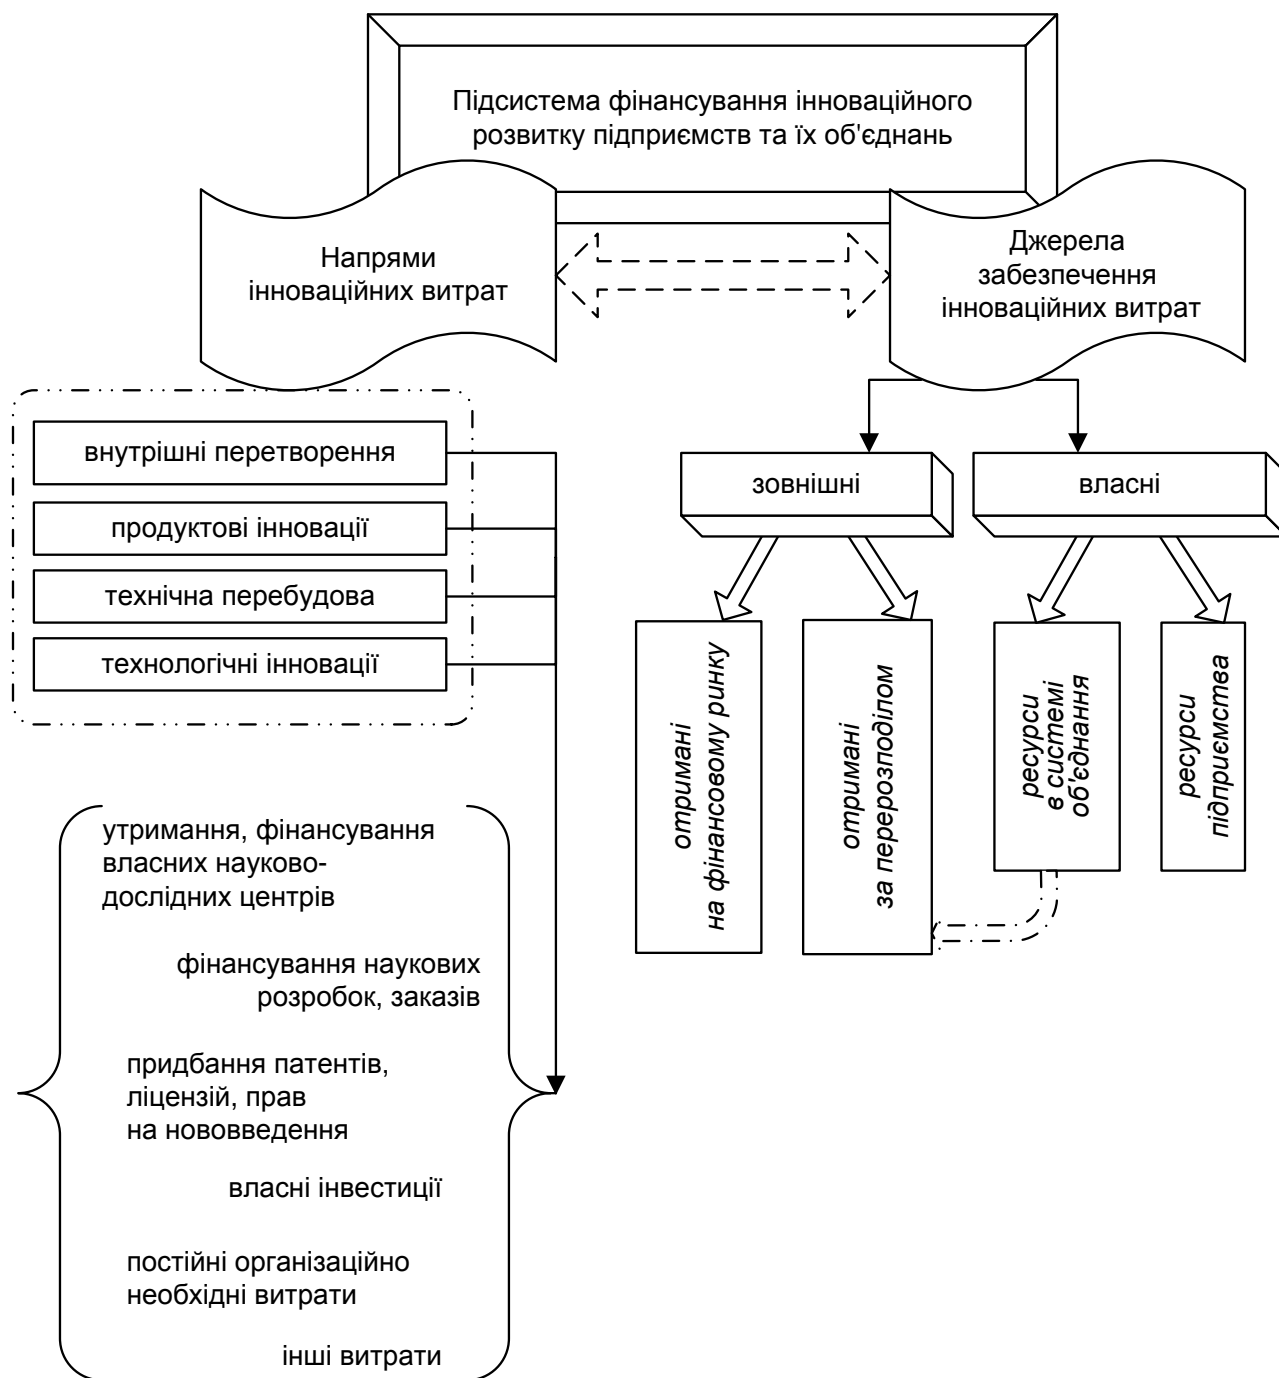 Підсистема фінансування інноваційного
розвитку підприємств та їх об'єднань
Напрями
інноваційних витрат
Джерела
забезпечення
інноваційних витрат
внутрішні перетворення
продуктові інновації
технічна перебудова
технологічні інновації
зовнішні
власні
отримані
на фінансовому ринку
отримані
за перерозподілом
ресурси
в системі
об'єднання
ресурси
підприємства
утримання, фінансування
власних науково-
дослідних центрів
фінансування наукових
розробок, заказів
придбання патентів,
ліцензій, прав
на нововведення
власні інвестиції
постійні організаційно
необхідні витрати
інші витрати